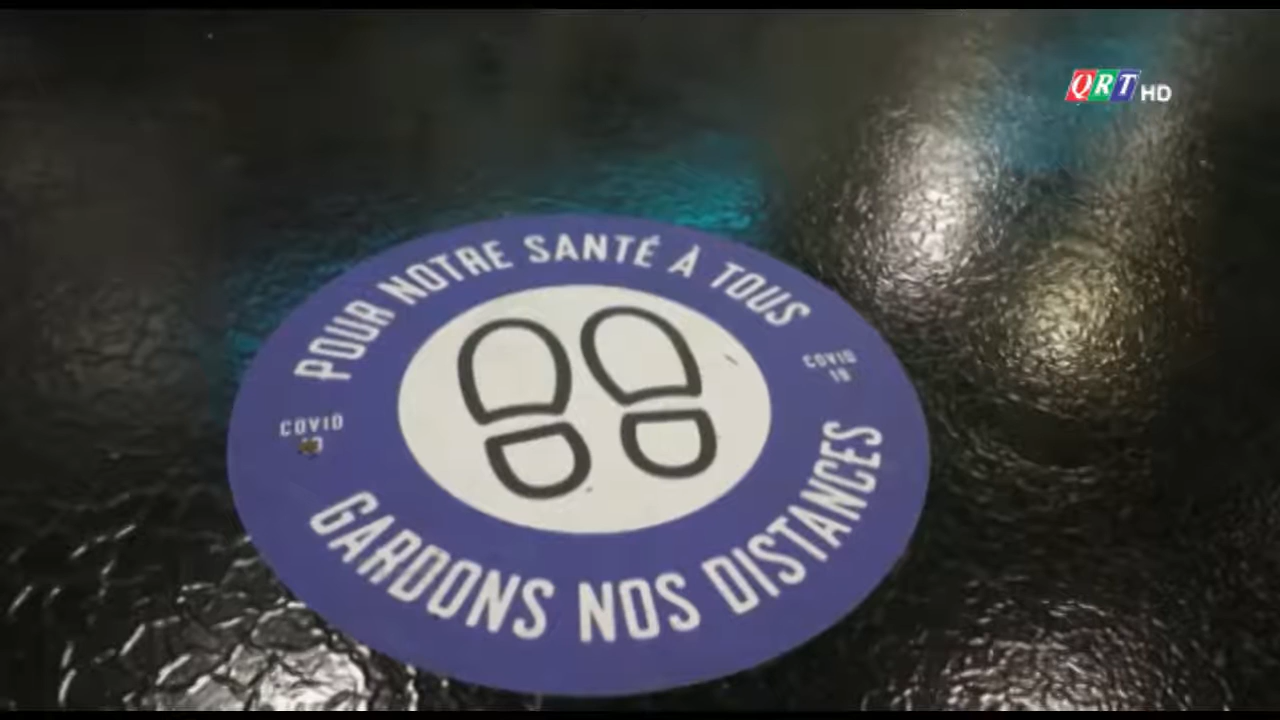 QRT HD
POUR NOTRE SANTÉ À TOUS
COVID
19
COVID
GARDONS NOS DISTANCES